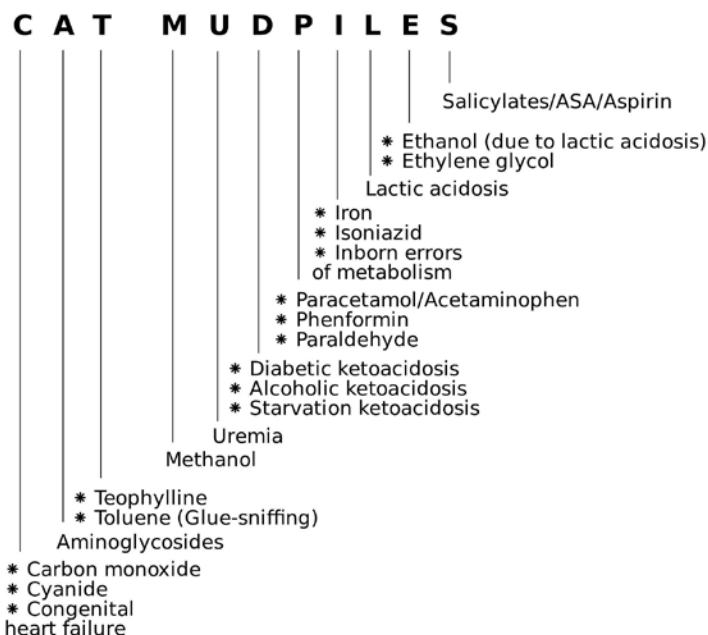 C A T M U D P I L E S
Salicylates/ASA/Aspirin
* Ethanol (due to lactic acidosis)
* Ethylene glycol
Lactic acidosis
* Iron
* Isoniazid
* Inborn errors
of metabolism
* Paracetamol/Acetaminophen
* Phenformin
* Paraldehyde
* Diabetic ketoacidosis
* Alcoholic ketoacidosis
* Starvation ketoacidosis
Uremia
Methanol
* Teophylline
* Toluene (Glue-sniffing)
Aminoglycosides
* Carbon monoxide
* Cyanide
* Congenital
heart failure